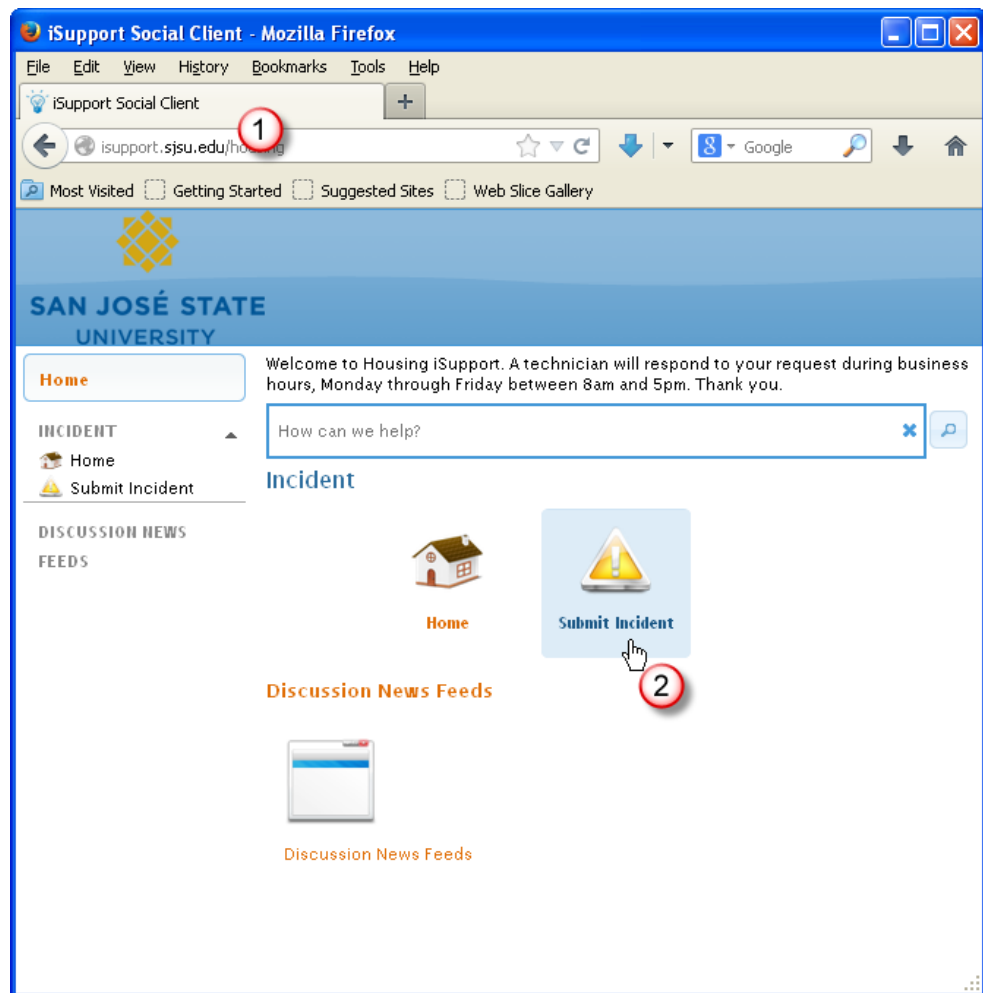 iSupport Social Client - Mozilla Firefox
File Edit View History Bookmarks Tools Help
iSupport Social Client +
1
isupport.sjsu.edu/housing 8 Google
Most Visited Getting Started Suggested Sites Web Slice Gallery
SAN JOSÉ STATE
UNIVERSITY
Home
Welcome to Housing iSupport. A technician will respond to your request during business
hours, Monday through Friday between 8am and 5pm. Thank you.
INCIDENT
Home
Submit Incident
DISCUSSION NEWS
FEEDS
How can we help?
Incident
Home
Submit Incident
2
Discussion News Feeds
Discussion News Feeds